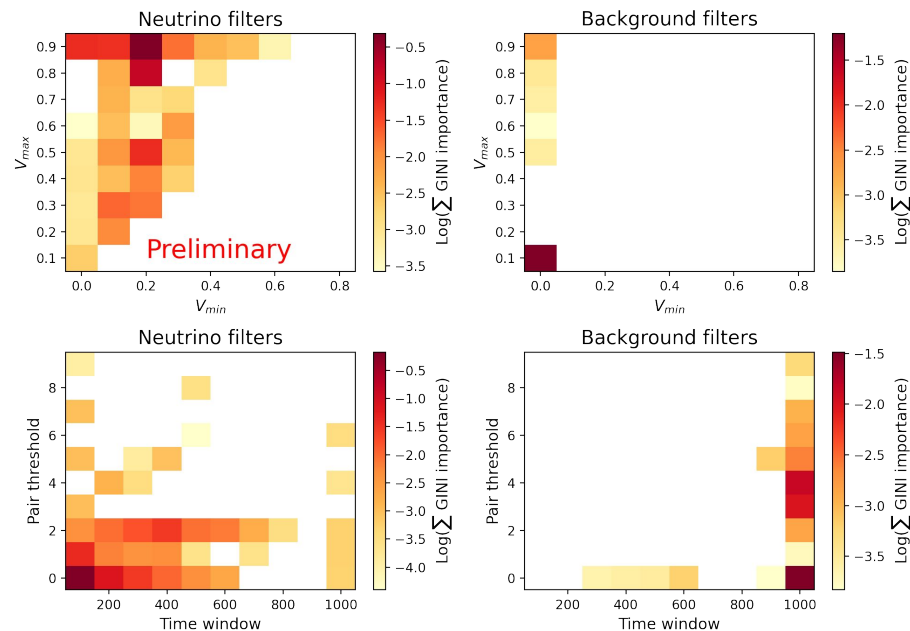 Neutrino filters
0.9
0.8
0.7
0.6
0.5
0.4
0.3
0.2
0.1
V_max
Preliminary
0.0 0.2 0.4 0.6 0.8
V_min
−0.5
−1.0
−1.5
−2.0
−2.5
−3.0
−3.5
Log(∑ GINI importance)
Background filters
0.9
0.8
0.7
0.6
0.5
0.4
0.3
0.2
0.1
V_max
0.0 0.2 0.4 0.6 0.8
V_min
−1.5
−2.0
−2.5
−3.0
−3.5
Log(∑ GINI importance)
Neutrino filters
8
6
4
2
0
Pair threshold
200 400 600 800 1000
Time window
−0.5
−1.0
−1.5
−2.0
−2.5
−3.0
−3.5
−4.0
Log(∑ GINI importance)
Background filters
8
6
4
2
0
Pair threshold
200 400 600 800 1000
Time window
−1.5
−2.0
−2.5
−3.0
−3.5
Log(∑ GINI importance)